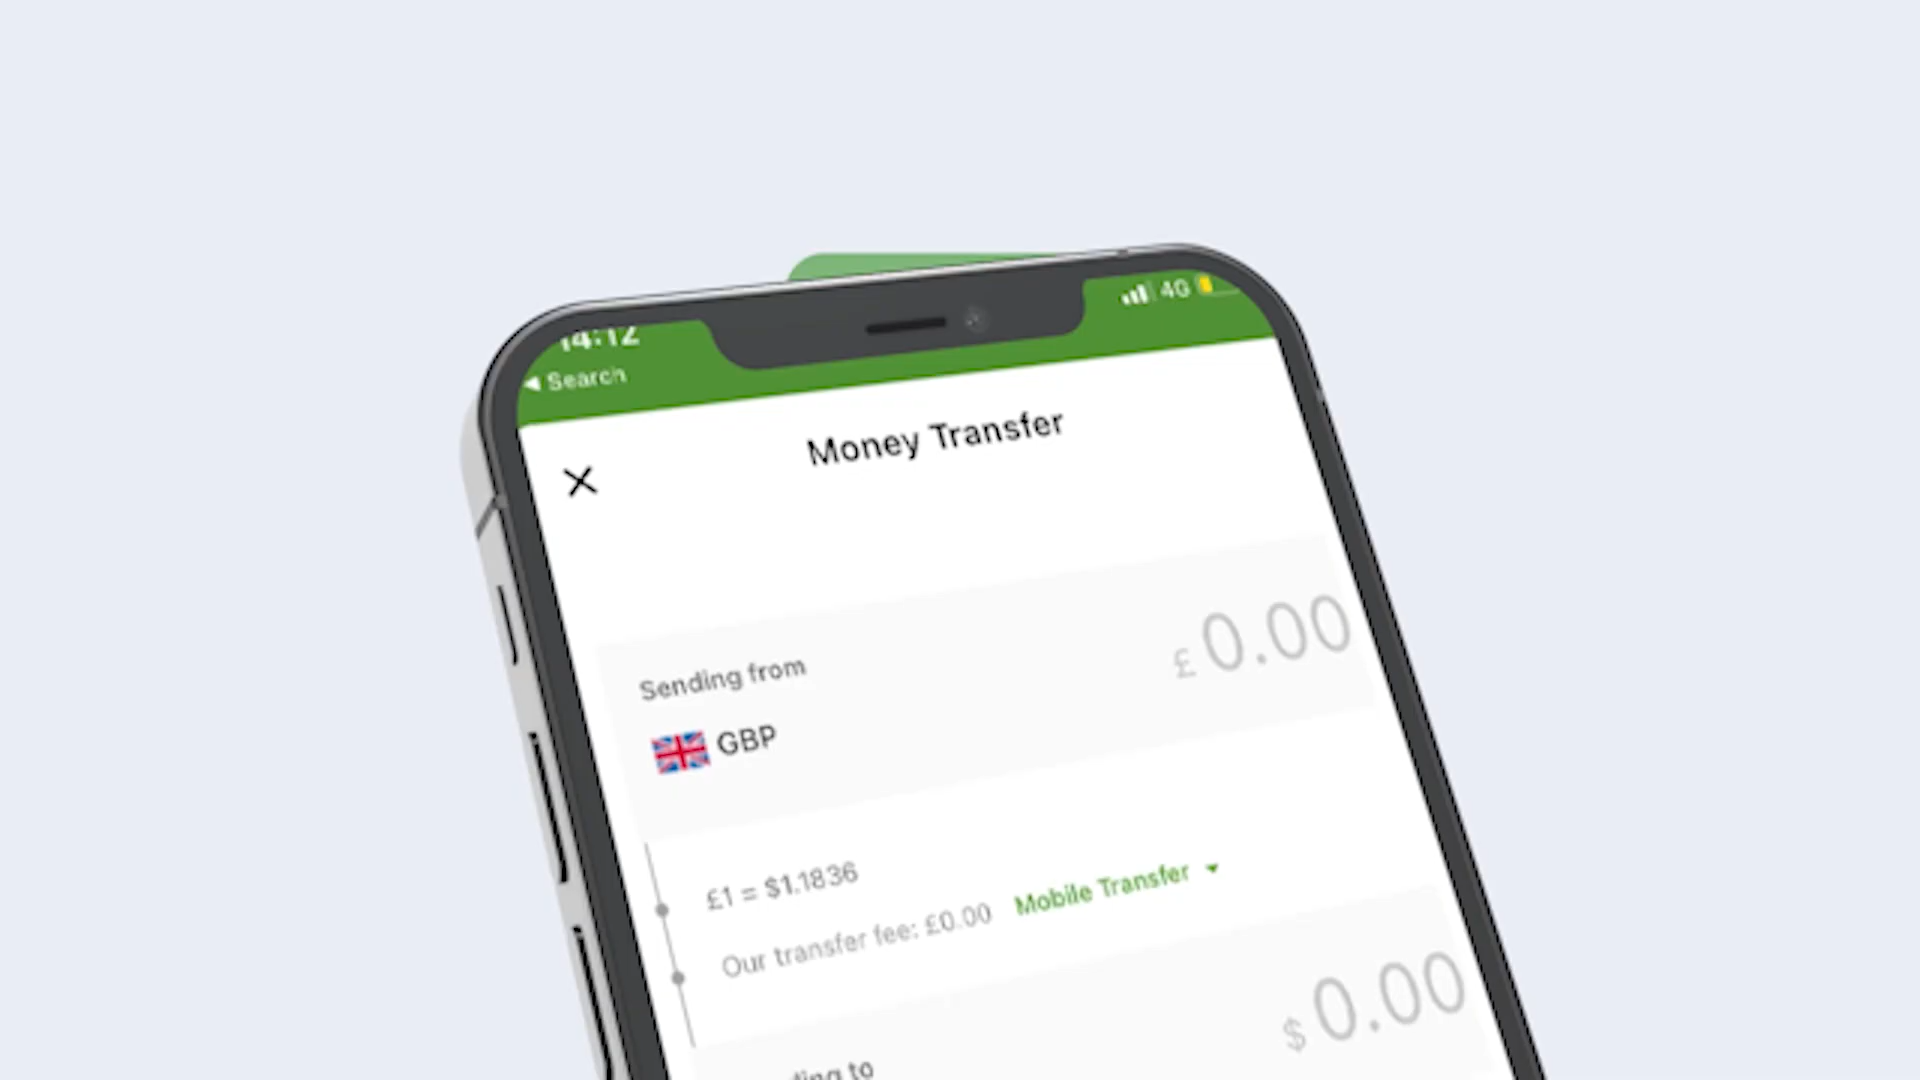 14:12
4G
Search
Money Transfer
Sending from
£0.00
GBP
£1 = $1.1836
Our transfer fee: £0.00 Mobile Transfer
$0.00
to